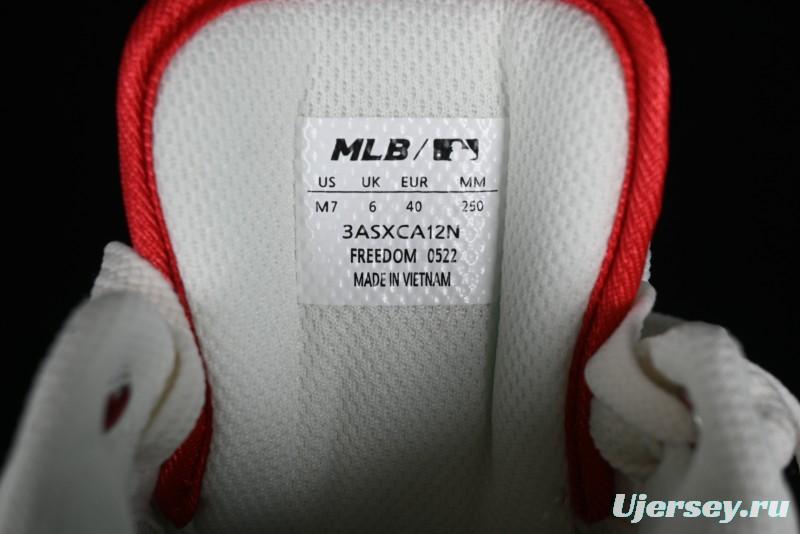 MLB/
US UK EUR MM
M7 6 40 250
3ASXCA12N
FREEDOM 0522
MADE IN VIETNAM
Ujersey.ru